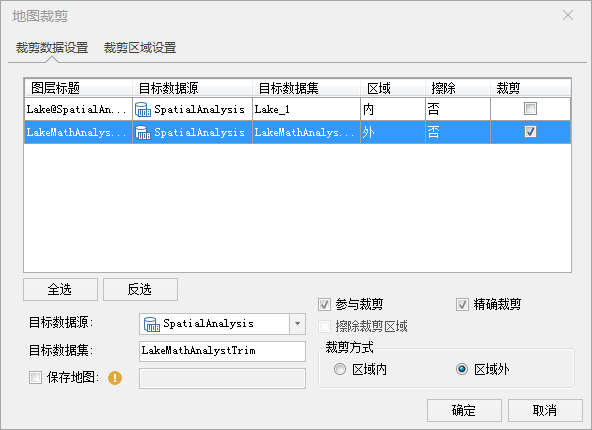 地图裁剪
裁剪数据设置 裁剪区域设置
图层标题 目标数据源 目标数据集 区域 擦除 裁剪
Lake@SpatialAn... SpatialAnalysis Lake_1 内 否
LakeMathAnalys... SpatialAnalysis LakeMathAnalys... 外 否
全选 反选
参与裁剪 精确裁剪
目标数据源: SpatialAnalysis
擦除裁剪区域
目标数据集: LakeMathAnalystTrim
裁剪方式
保存地图:
区域内 区域外
确定 取消